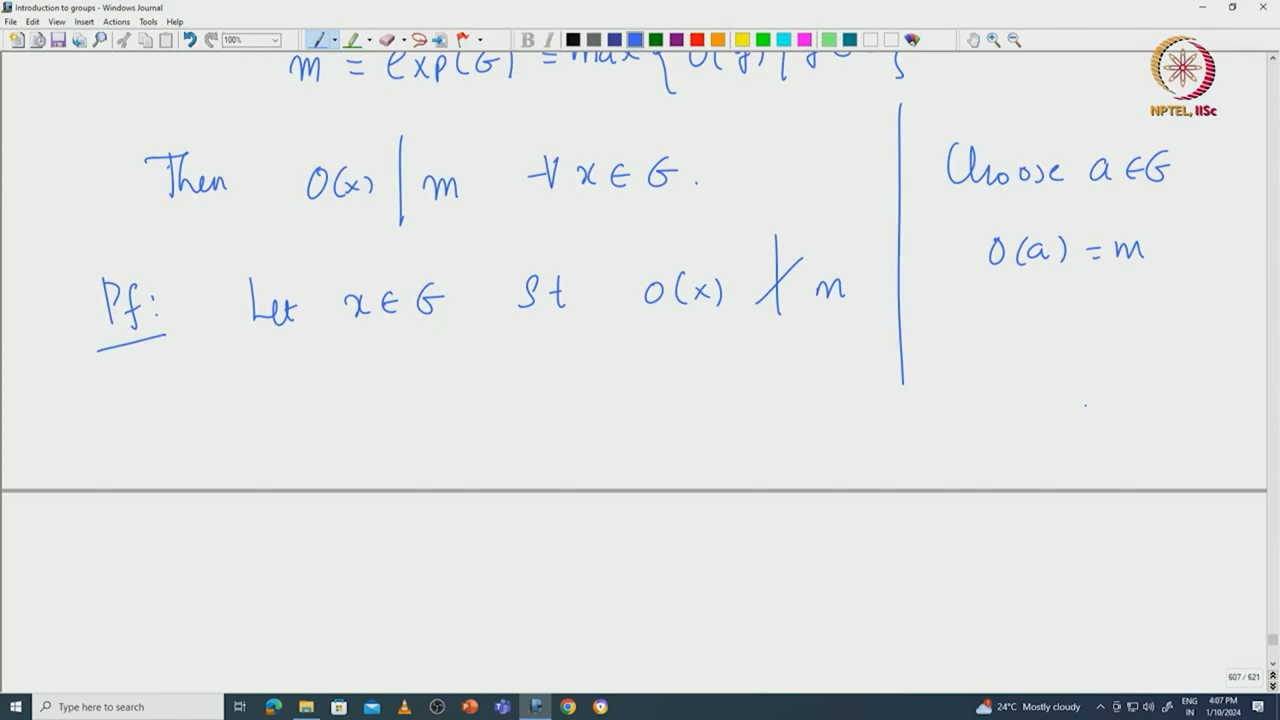 Introduction to groups - Windows Journal
File Edit View Insert Actions Tools Help
100%
B I
NPTEL, IISc
m = exp(G) = max { O(g) | g
Then O(x) | m ∀ x ∈ G.
Choose a ∈ G
O(a) = m
Pf: Let x ∈ G St O(x) ∤ m
607 / 621
Type here to search
24°C Mostly cloudy
ENG
IN
4:07 PM
1/10/2024